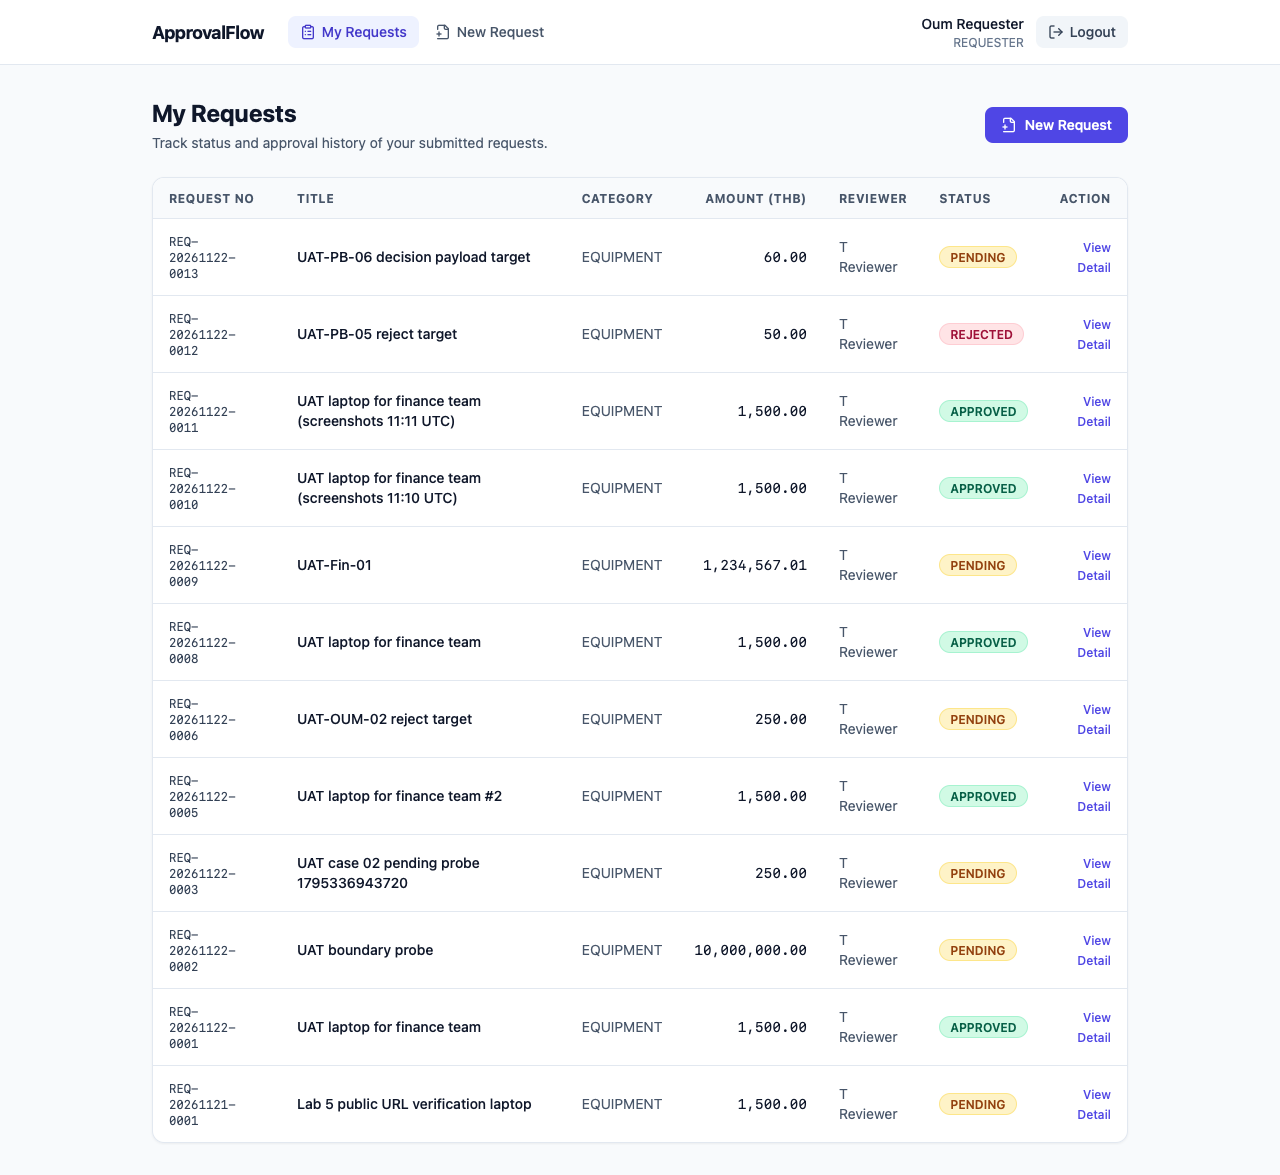 ApprovalFlow
My Requests
New Request
Oum Requester
REQUESTER
Logout
My Requests
Track status and approval history of your submitted requests.
New Request
REQUEST NO TITLE CATEGORY AMOUNT (THB) REVIEWER STATUS ACTION
REQ-
20261122-
0013
UAT-PB-06 decision payload target
EQUIPMENT
60.00
T
Reviewer
PENDING
View
Detail
REQ-
20261122-
0012
UAT-PB-05 reject target
EQUIPMENT
50.00
T
Reviewer
REJECTED
View
Detail
REQ-
20261122-
0011
UAT laptop for finance team
(screenshots 11:11 UTC)
EQUIPMENT
1,500.00
T
Reviewer
APPROVED
View
Detail
REQ-
20261122-
0010
UAT laptop for finance team
(screenshots 11:10 UTC)
EQUIPMENT
1,500.00
T
Reviewer
APPROVED
View
Detail
REQ-
20261122-
0009
UAT-Fin-01
EQUIPMENT
1,234,567.01
T
Reviewer
PENDING
View
Detail
REQ-
20261122-
0008
UAT laptop for finance team
EQUIPMENT
1,500.00
T
Reviewer
APPROVED
View
Detail
REQ-
20261122-
0006
UAT-OUM-02 reject target
EQUIPMENT
250.00
T
Reviewer
PENDING
View
Detail
REQ-
20261122-
0005
UAT laptop for finance team #2
EQUIPMENT
1,500.00
T
Reviewer
APPROVED
View
Detail
REQ-
20261122-
0003
UAT case 02 pending probe
1795336943720
EQUIPMENT
250.00
T
Reviewer
PENDING
View
Detail
REQ-
20261122-
0002
UAT boundary probe
EQUIPMENT
10,000,000.00
T
Reviewer
PENDING
View
Detail
REQ-
20261122-
0001
UAT laptop for finance team
EQUIPMENT
1,500.00
T
Reviewer
APPROVED
View
Detail
REQ-
20261121-
0001
Lab 5 public URL verification laptop
EQUIPMENT
1,500.00
T
Reviewer
PENDING
View
Detail